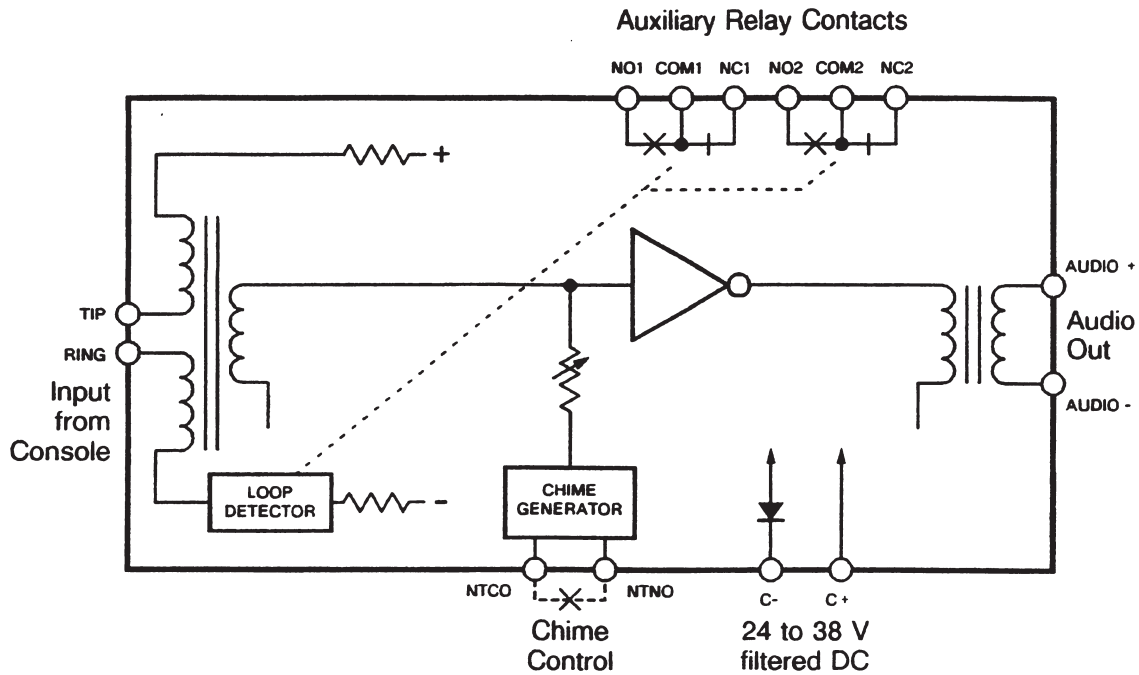 Auxiliary Relay Contacts
NO1 COM1 NC1 NO2 COM2 NC2
+
AUDIO +
TIP
Audio
Out
RING
Input
from
Console
AUDIO -
LOOP
DETECTOR
-
CHIME
GENERATOR
NTCO
NTNO
C-
C+
Chime
Control
24 to 38 V
filtered DC